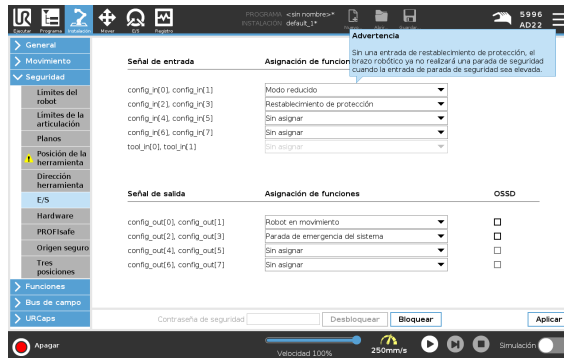 PROGRAMA <sin nombre>*
INSTALACIÓN default_1*
5996
AD22
Ejecutar Programa Instalación Mover E/S Registro
Advertencia
Sin una entrada de restablecimiento de protección, el
brazo robótico ya no realizará una parada de seguridad
cuando la entrada de parada de seguridad sea elevada.
General
Movimiento
Seguridad
Límites del
robot
Límites de la
articulación
Planos
Posición de la
herramienta
Dirección
herramienta
E/S
Hardware
PROFIsafe
Origen seguro
Tres
posiciones
Funciones
Bus de campo
URCaps
Señal de entrada Asignación de funcion
config_in[0], config_in[1] Modo reducido
config_in[2], config_in[3] Restablecimiento de protección
config_in[4], config_in[5] Sin asignar
config_in[6], config_in[7] Sin asignar
tool_in[0], tool_in[1] Sin asignar
Señal de salida Asignación de funciones OSSD
config_out[0], config_out[1] Robot en movimiento
config_out[2], config_out[3] Parada de emergencia del sistema
config_out[4], config_out[5] Sin asignar
config_out[6], config_out[7] Sin asignar
Contraseña de seguridad Desbloquear Bloquear Aplicar
Apagar
Velocidad 100%
250mm/s
Simulación